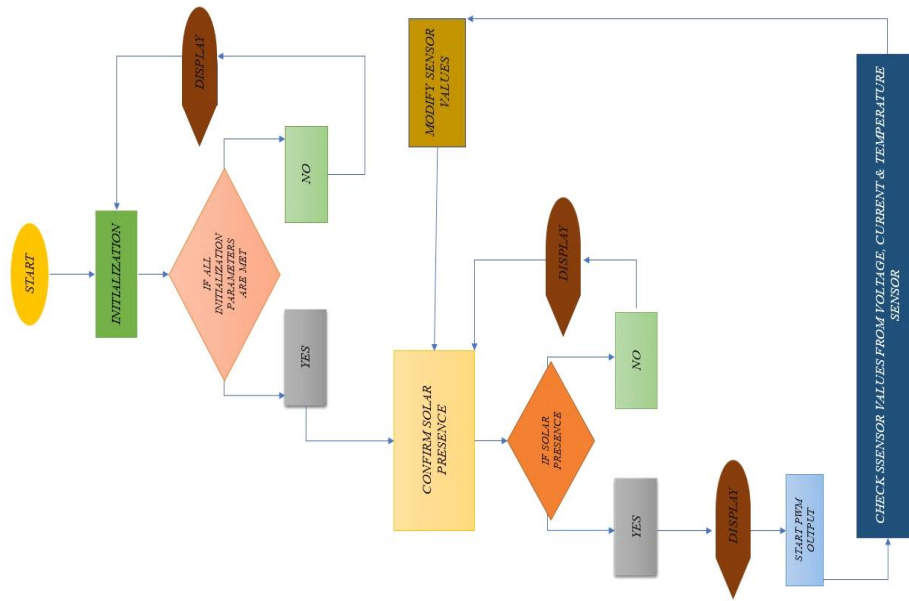 START
INITIALIZATION
IF ALL
INITIALIZATION
PARAMETERS
ARE MET
NO
DISPLAY
YES
CONFIRM SOLAR
PRESENCE
IF SOLAR
PRESENCE
NO
DISPLAY
YES
DISPLAY
START PWM
OUTPUT
CHECK SSENSOR VALUES FROM VOLTAGE, CURRENT & TEMPERATURE
SENSOR
MODIFY SENSOR
VALUES